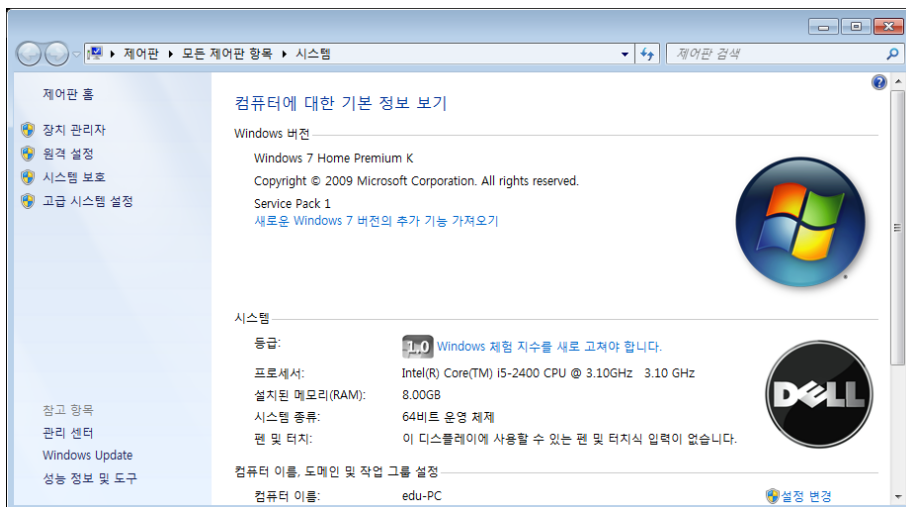 제어판 ▸ 모든 제어판 항목 ▸ 시스템
제어판 검색
제어판 홈
장치 관리자
원격 설정
시스템 보호
고급 시스템 설정
참고 항목
관리 센터
Windows Update
성능 정보 및 도구
컴퓨터에 대한 기본 정보 보기
Windows 버전
Windows 7 Home Premium K
Copyright © 2009 Microsoft Corporation. All rights reserved.
Service Pack 1
새로운 Windows 7 버전의 추가 기능 가져오기
시스템
등급: 1.0 Windows 체험 지수를 새로 고쳐야 합니다.
프로세서: Intel(R) Core(TM) i5-2400 CPU @ 3.10GHz 3.10 GHz
설치된 메모리(RAM): 8.00GB
시스템 종류: 64비트 운영 체제
펜 및 터치: 이 디스플레이에 사용할 수 있는 펜 및 터치식 입력이 없습니다.
DELL
컴퓨터 이름, 도메인 및 작업 그룹 설정
컴퓨터 이름: edu-PC 설정 변경